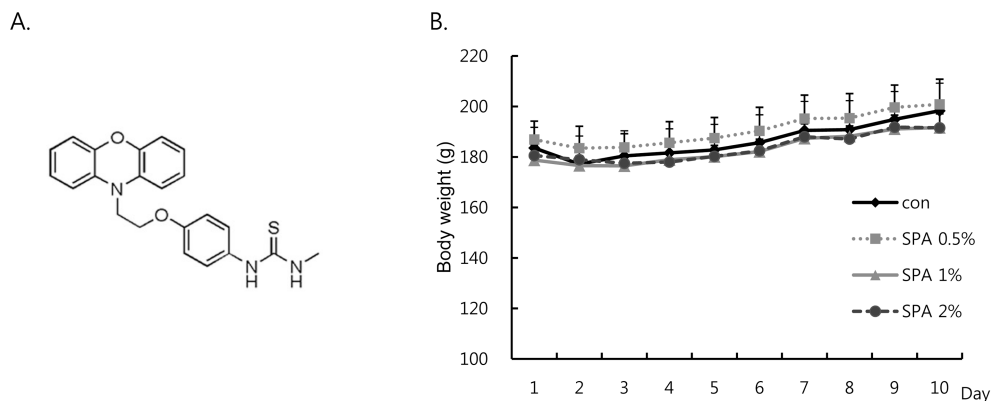 A.
O
N
O
S
N
H
N
H
B.
220
200
180
160
140
120
100
Body weight (g)
con
SPA 0.5%
SPA 1%
SPA 2%
1 2 3 4 5 6 7 8 9 10 Day